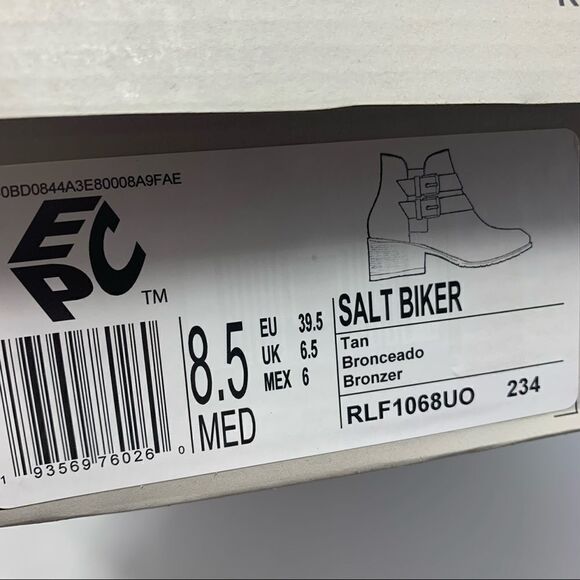 0BD0844A3E80008A9FAE
EPC
TM
8.5
MED
EU 39.5
UK 6.5
MEX 6
SALT BIKER
Tan
Bronceado
Bronzer
RLF1068UO 234
1 93569 76026 0